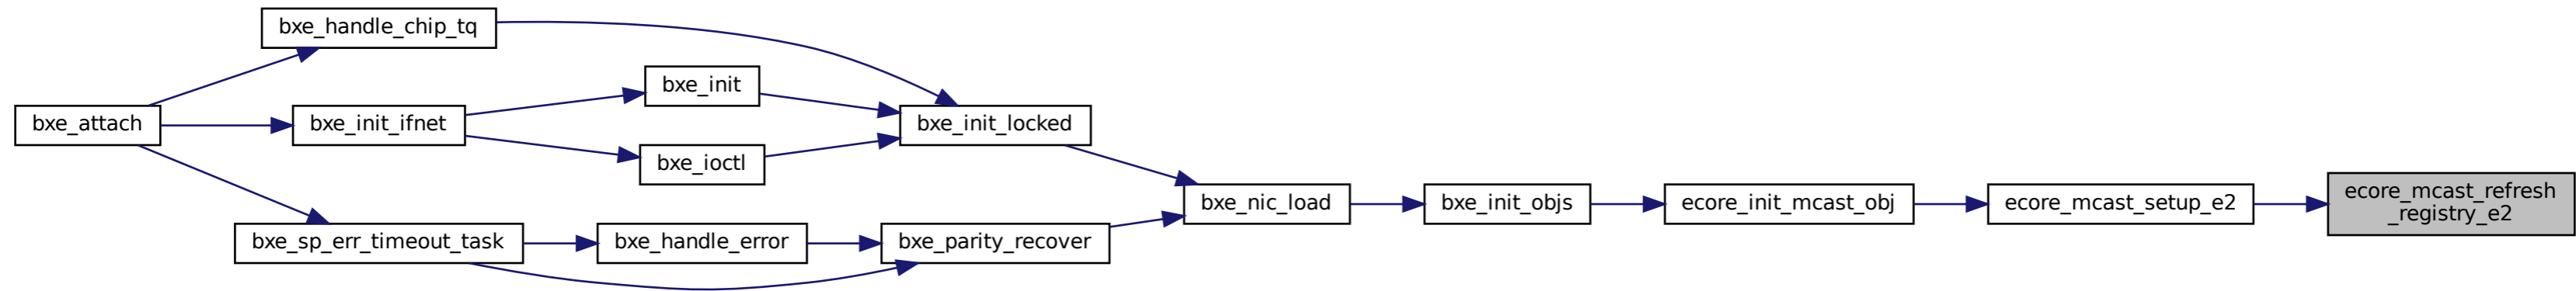 bxe_handle_chip_tq
bxe_init
bxe_attach
bxe_init_ifnet
bxe_init_locked
bxe_ioctl
bxe_nic_load
bxe_init_objs
ecore_init_mcast_obj
ecore_mcast_setup_e2
ecore_mcast_refresh
_registry_e2
bxe_sp_err_timeout_task
bxe_handle_error
bxe_parity_recover